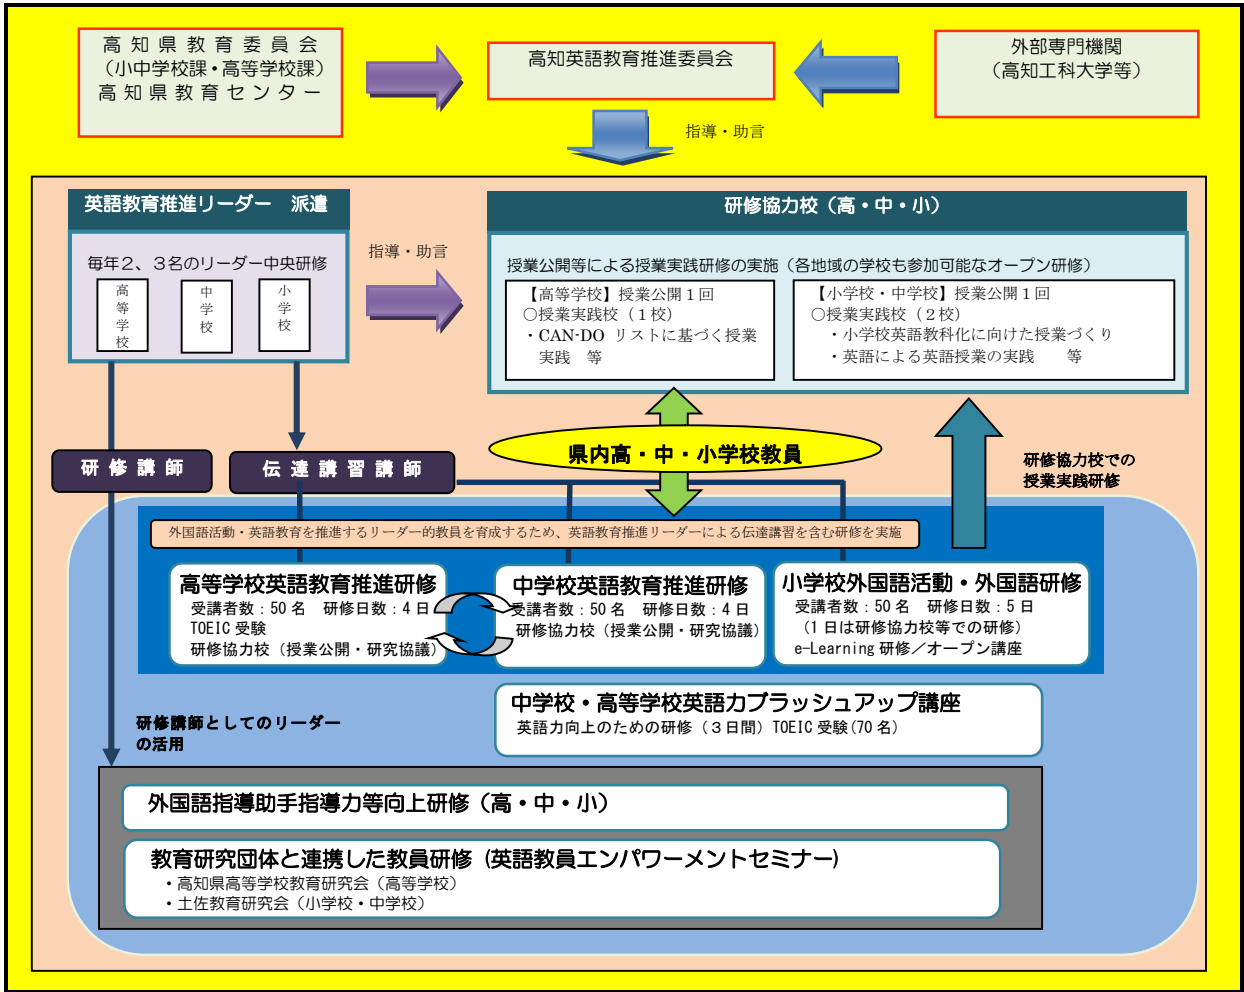 高知県教育委員会
（小中学校課・高等学校課）
高知県教育センター
高知英語教育推進委員会
外部専門機関
（高知工科大学等）
指導・助言
英語教育推進リーダー　派遣
毎年２、３名のリーダー中央研修
高等学校
中学校
小学校
指導・助言
研修協力校（高・中・小）
授業公開等による授業実践研修の実施（各地域の学校も参加可能なオープン研修）
【高等学校】授業公開１回
○授業実践校（１校）
・CAN-DO リストに基づく授業
実践　等
【小学校・中学校】授業公開１回
○授業実践校（２校）
・小学校英語教科化に向けた授業づくり
・英語による英語授業の実践　　等
県内高・中・小学校教員
研修講師
伝達講習講師
研修協力校での
授業実践研修
外国語活動・英語教育を推進するリーダー的教員を育成するため、英語教育推進リーダーによる伝達講習を含む研修を実施
高等学校英語教育推進研修
受講者数：50 名　研修日数：4 日
TOEIC 受験
研修協力校（授業公開・研究協議）
中学校英語教育推進研修
受講者数：50 名　研修日数：4 日
研修協力校（授業公開・研究協議）
小学校外国語活動・外国語研修
受講者数：50 名　研修日数：5 日
（1 日は研修協力校等での研修）
e-Learning 研修／オープン講座
中学校・高等学校英語力ブラッシュアップ講座
英語力向上のための研修（３日間）TOEIC 受験(70 名)
研修講師としてのリーダー
の活用
外国語指導助手指導力等向上研修（高・中・小）
教育研究団体と連携した教員研修（英語教員エンパワーメントセミナー）
・高知県高等学校教育研究会（高等学校）
・土佐教育研究会（小学校・中学校）